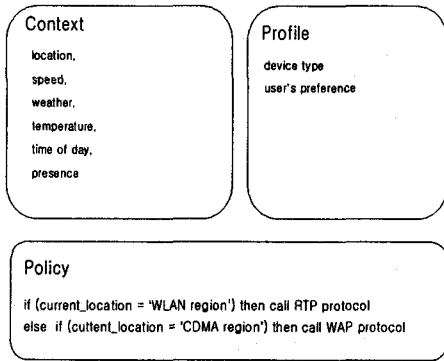 Context
location,
speed,
weather,
temperature,
time of day,
presence
Profile
device type
user's preference
Policy
if (current_location = 'WLAN region') then call RTP protocol
else if (cuttent_location = 'CDMA region') then call WAP protocol